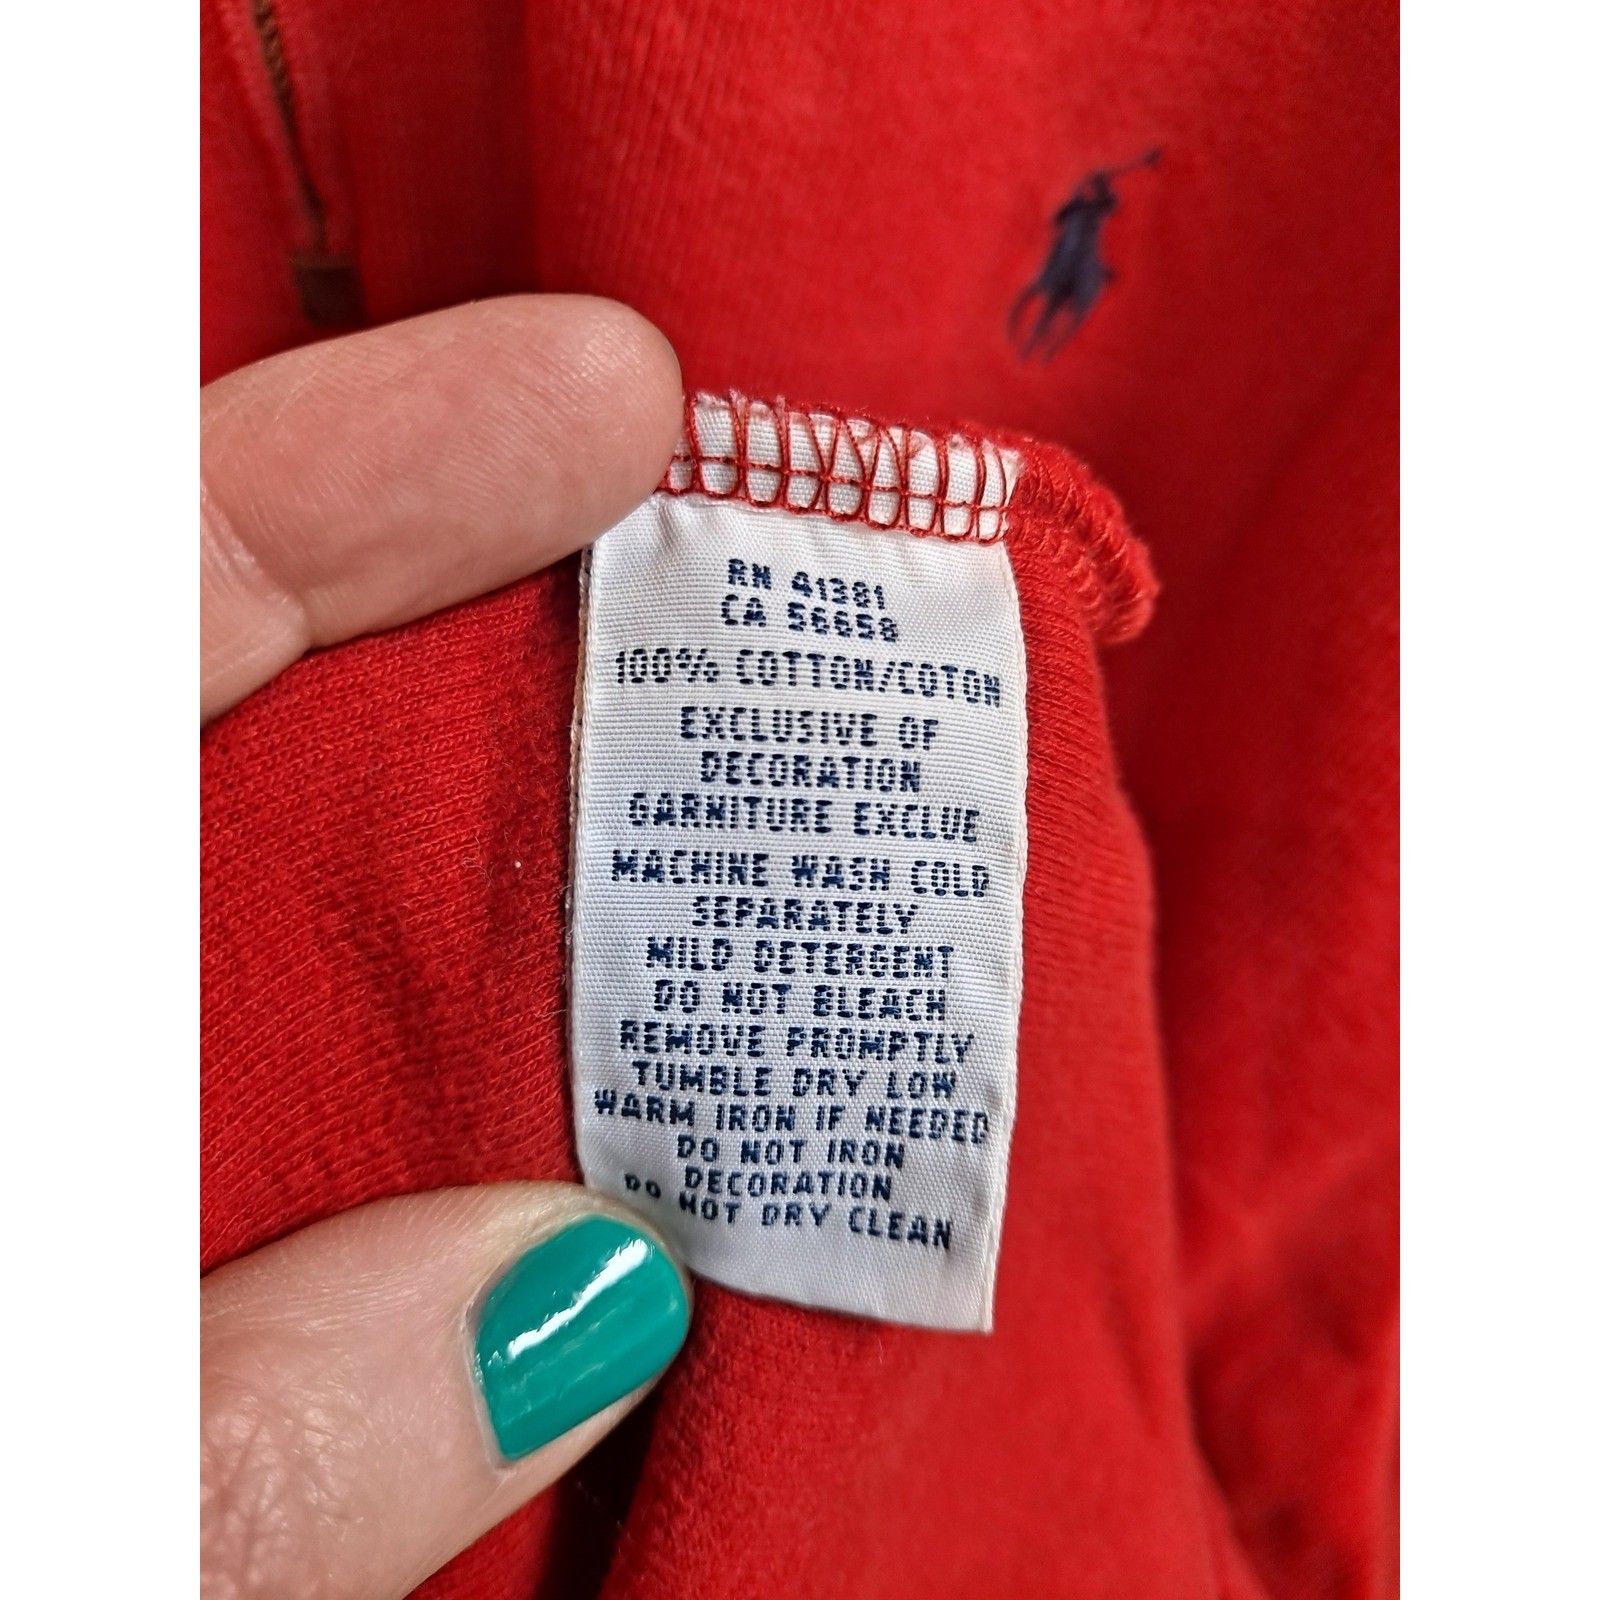 RN 41381
CA 56658
100% COTTON/COTON
EXCLUSIVE OF
DECORATION
GARNITURE EXCLUE
MACHINE WASH COLD
SEPARATELY
MILD DETERGENT
DO NOT BLEACH
REMOVE PROMPTLY
TUMBLE DRY LOW
WARM IRON IF NEEDED
DO NOT IRON
DECORATION
DO NOT DRY CLEAN